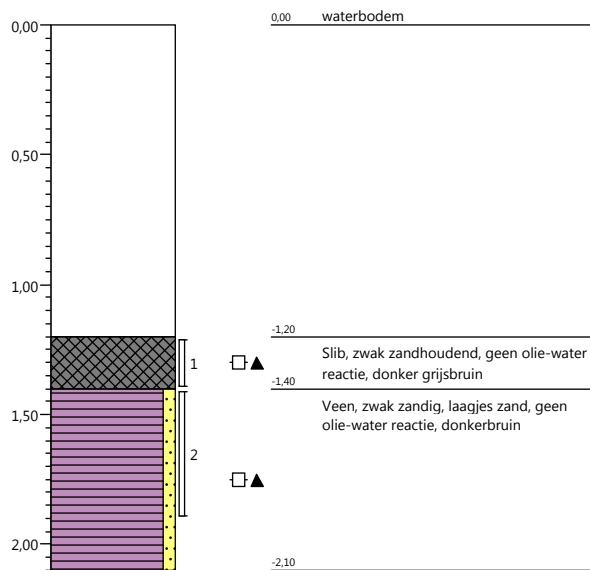 0,00 waterbodem
0,00
0,50
1,00
-1,20
Slib, zwak zandhoudend, geen olie-water
reactie, donker grijsbruin
1
-1,40
Veen, zwak zandig, laagjes zand, geen
olie-water reactie, donkerbruin
1,50
2
2,00
-2,10